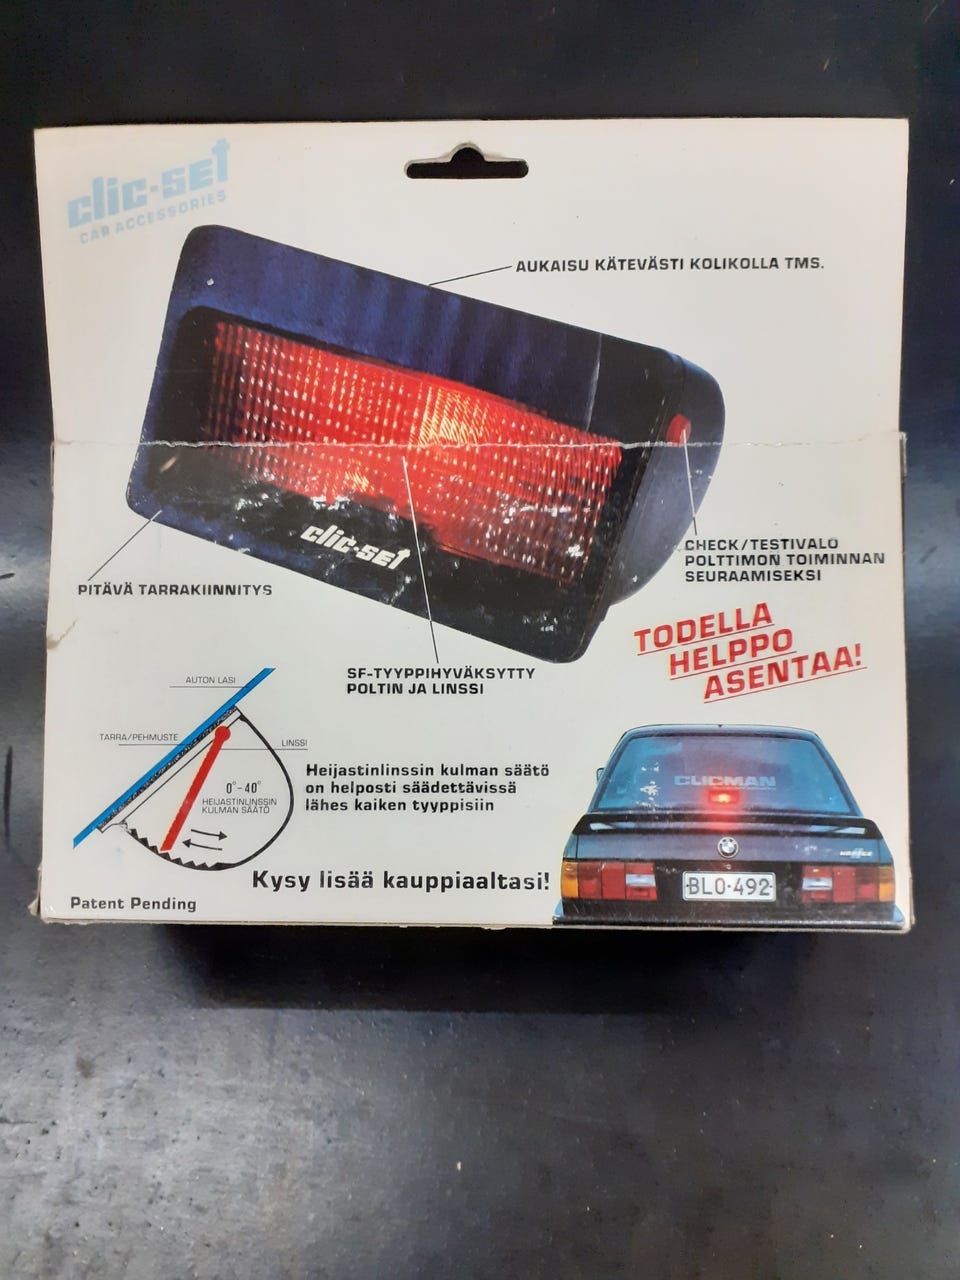 clic-set
CAR ACCESSORIES
AUKAISU KÄTEVÄSTI KOLIKOLLA TMS.
clic-set
CHECK/TESTIVALO
POLTTIMON TOIMINNAN
SEURAAMISEKSI
PITÄVÄ TARRAKIINNITYS
SF-TYYPPIHYVÄKSYTTY
POLTIN JA LINSSI
TODELLA
HELPPO
ASENTAA!
AUTON LASI
TARRA/PEHMUSTE
LINSSI
0°-40°
HEIJASTINLINSSIN
KULMAN SÄÄTÖ
Heijastinlinssin kulman säätö
on helposti säädettävissä
lähes kaiken tyyppisiin
CLICMAN
BLO-492
Kysy lisää kauppiaaltasi!
Patent Pending